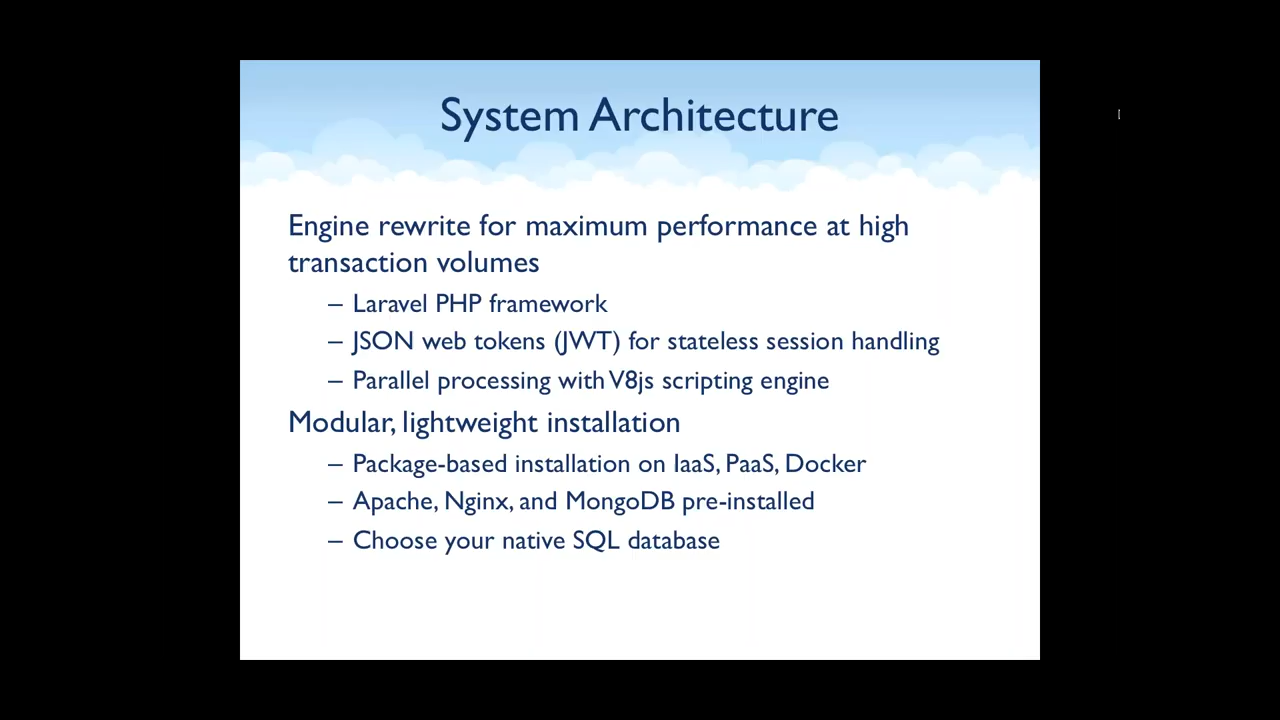 System Architecture
Engine rewrite for maximum performance at high
transaction volumes
– Laravel PHP framework
– JSON web tokens (JWT) for stateless session handling
– Parallel processing with V8js scripting engine
Modular, lightweight installation
– Package-based installation on IaaS, PaaS, Docker
– Apache, Nginx, and MongoDB pre-installed
– Choose your native SQL database